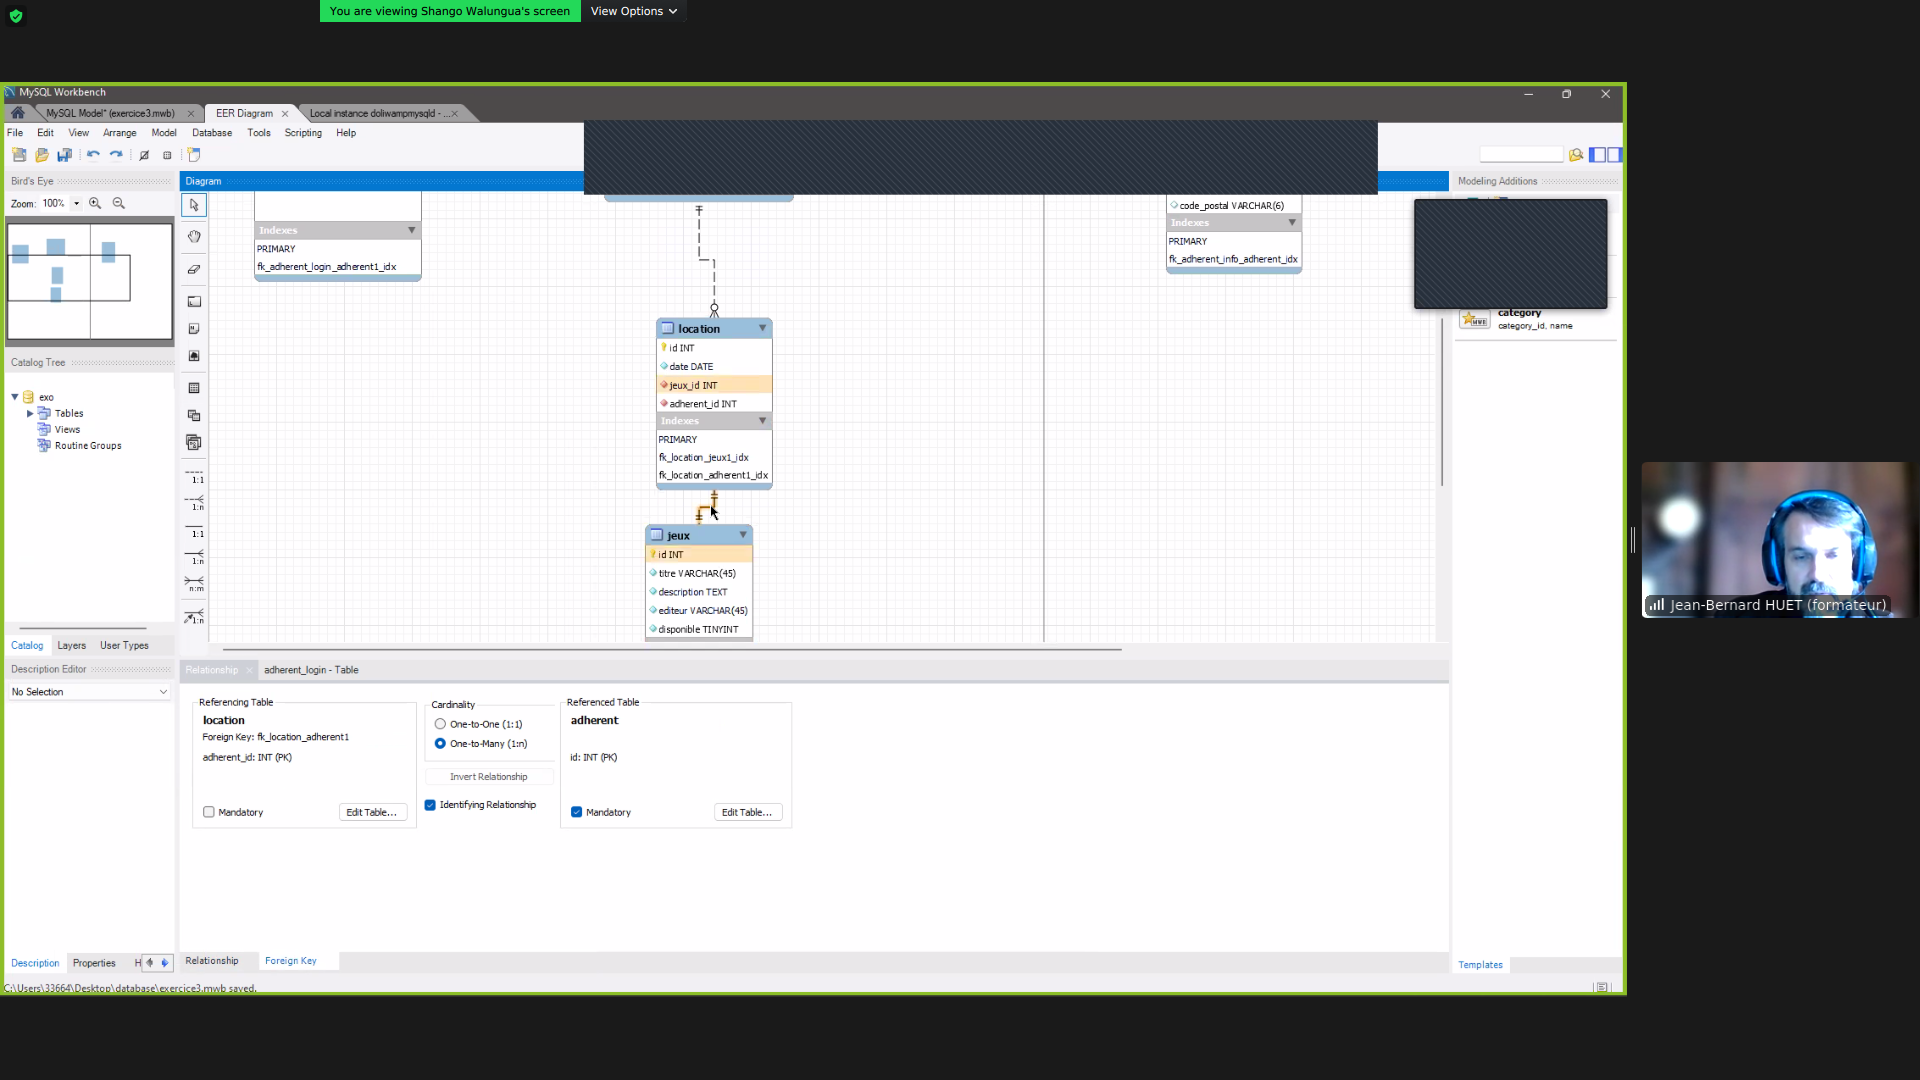 You are viewing Shango Walungua's screen
View Options
MySQL Workbench
MySQL Model* (exercice3.mwb)
EER Diagram
Local instance doliwampmysqld - ...
File Edit View Arrange Model Database Tools Scripting Help
Bird's Eye
Diagram
Modeling Additions
Zoom: 100%
Indexes
PRIMARY
fk_adherent_login_adherent1_idx
code_postal VARCHAR(6)
Indexes
PRIMARY
fk_adherent_info_adherent_idx
category
category_id, name
location
id INT
date DATE
jeux_id INT
adherent_id INT
Indexes
PRIMARY
fk_location_jeux1_idx
fk_location_adherent1_idx
jeux
id INT
titre VARCHAR(45)
description TEXT
editeur VARCHAR(45)
disponible TINYINT
Catalog Tree
exo
Tables
Views
Routine Groups
1:1
1:n
1:1
1:n
n:m
1:n
Catalog Layers User Types
Description Editor
No Selection
Relationship
adherent_login - Table
Referencing Table
location
Foreign Key: fk_location_adherent1
adherent_id: INT (PK)
Mandatory
Edit Table...
Cardinality
One-to-One (1:1)
One-to-Many (1:n)
Invert Relationship
Identifying Relationship
Referenced Table
adherent
id: INT (PK)
Mandatory
Edit Table...
Jean-Bernard HUET (formateur)
Relationship
Foreign Key
Description Properties H
Templates
C:\Users\33664\Desktop\database\exercice3.mwb saved.